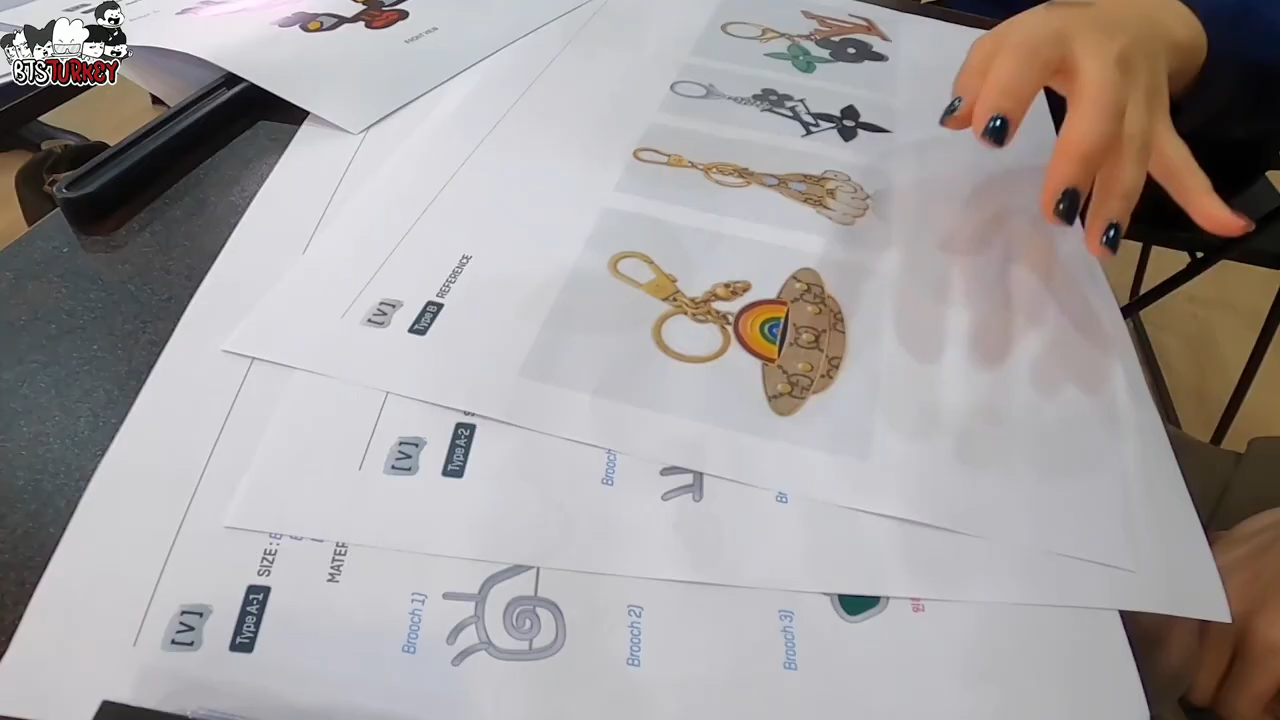 BTSTURKEY
FRONT VIEW
[V]
Type B
REFERENCE
[V]
Type A-2
Brooch
Br
[V]
Type A-1
SIZE:
MATER
Brooch 1)
Brooch 2)
Brooch 3)